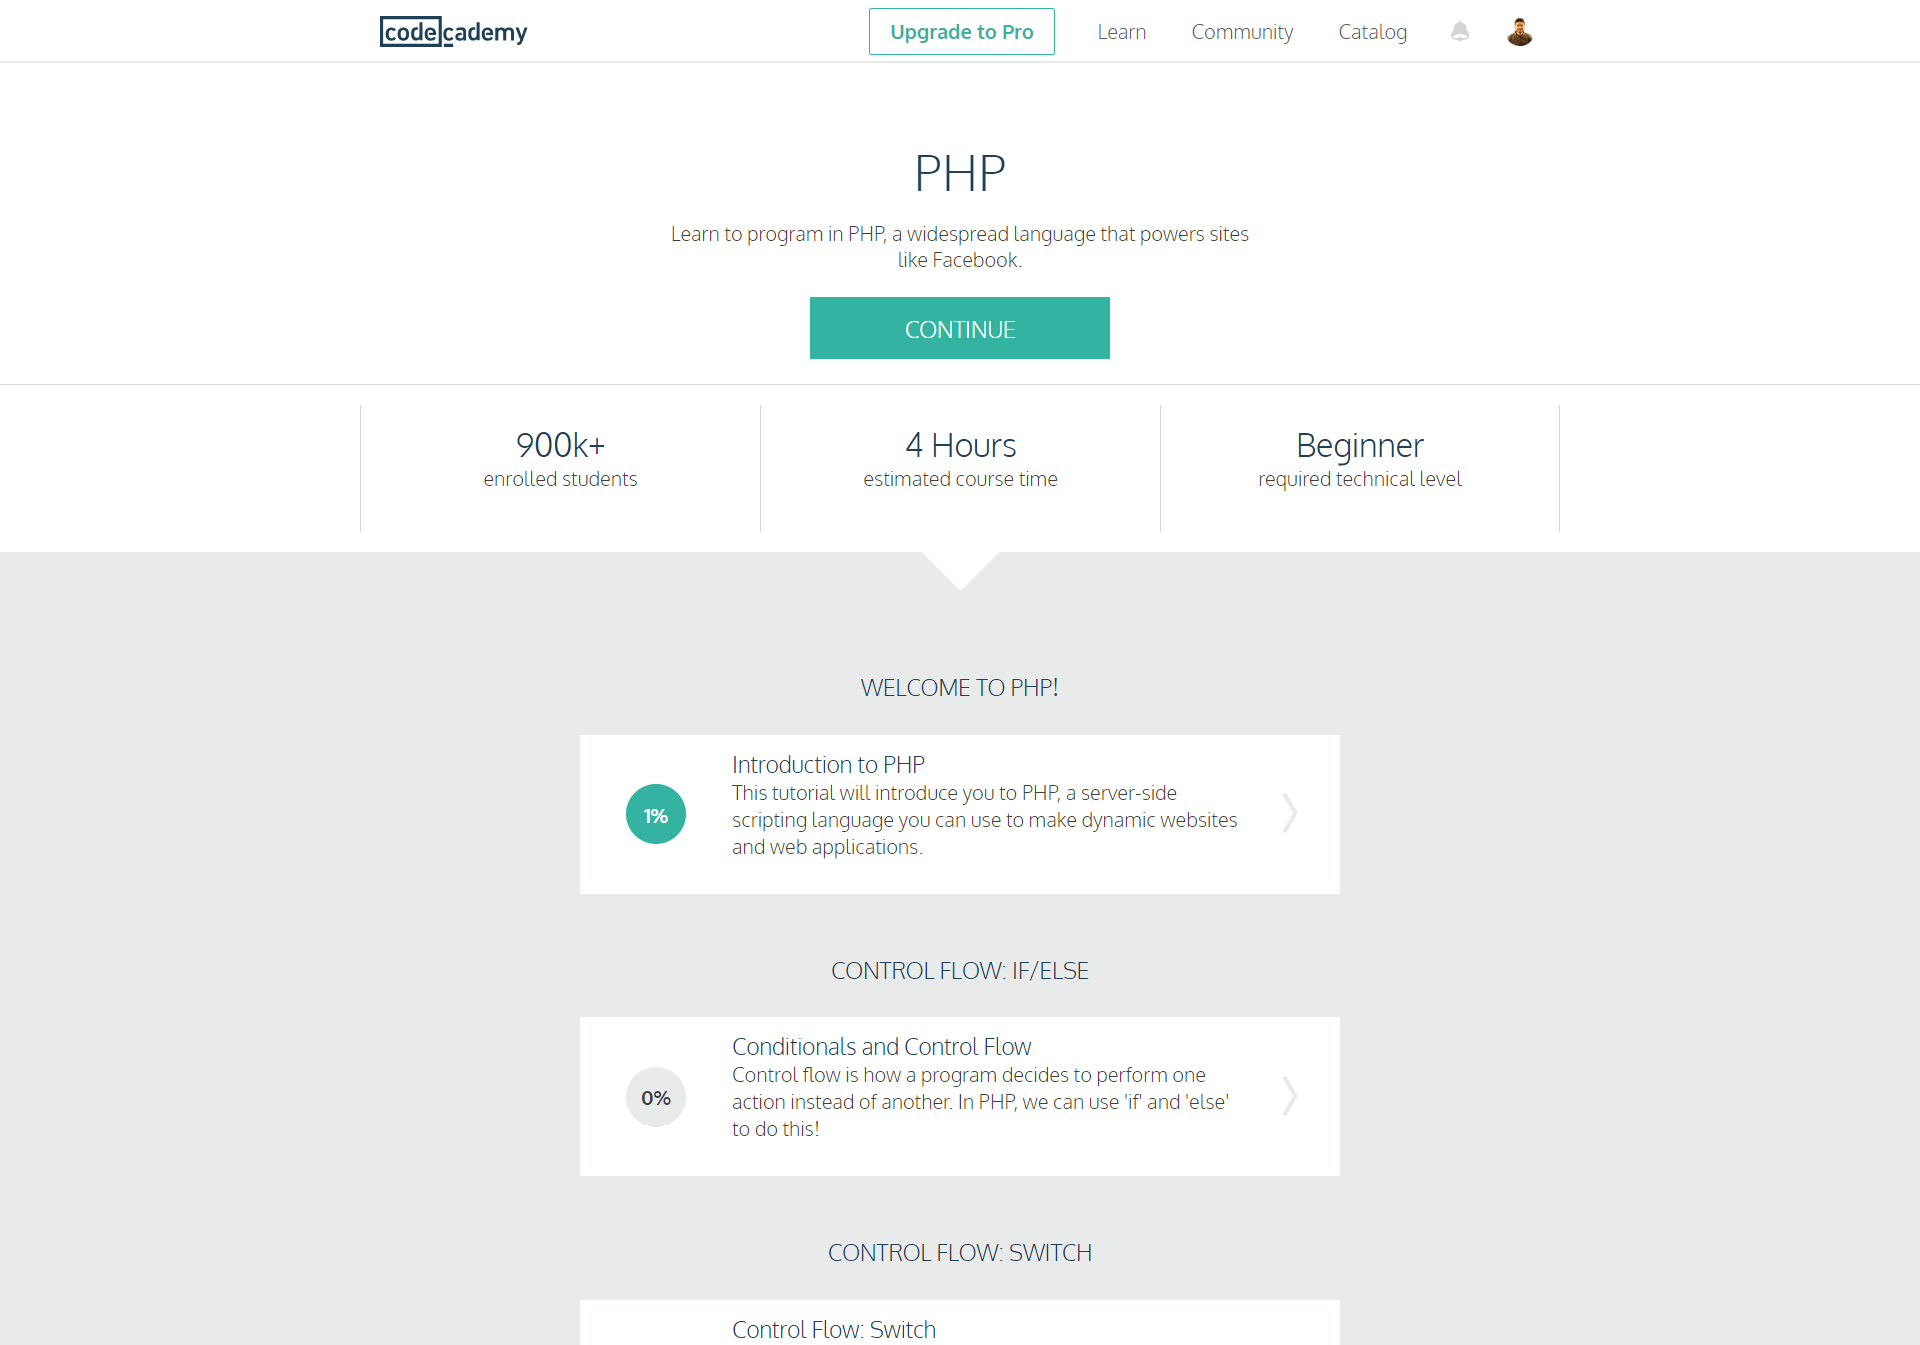 codecademy
Upgrade to Pro
Learn
Community
Catalog
PHP
Learn to program in PHP, a widespread language that powers sites
like Facebook.
CONTINUE
900k+
enrolled students
4 Hours
estimated course time
Beginner
required technical level
WELCOME TO PHP!
Introduction to PHP
1%
This tutorial will introduce you to PHP, a server-side
scripting language you can use to make dynamic websites
and web applications.
CONTROL FLOW: IF/ELSE
Conditionals and Control Flow
0%
Control flow is how a program decides to perform one
action instead of another. In PHP, we can use 'if' and 'else'
to do this!
CONTROL FLOW: SWITCH
Control Flow: Switch